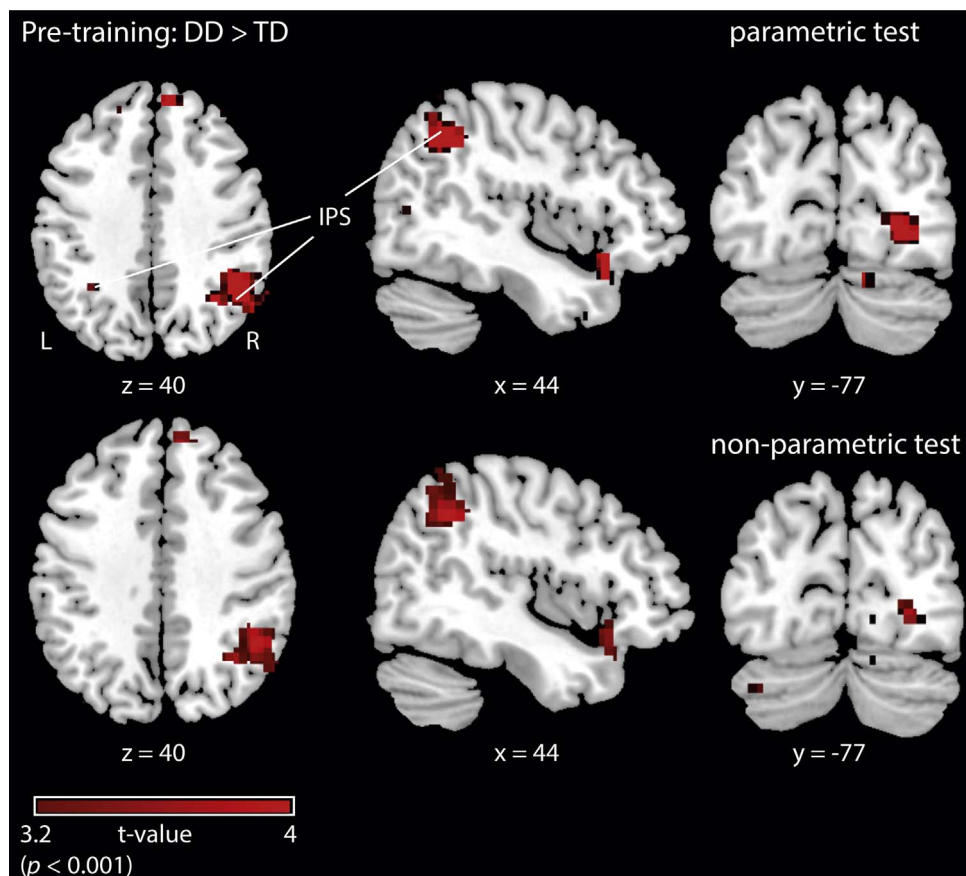 Pre-training: DD > TD
parametric test
IPS
L
R
z = 40
x = 44
y = -77
non-parametric test
z = 40
x = 44
y = -77
3.2
t-value
4
(p < 0.001)